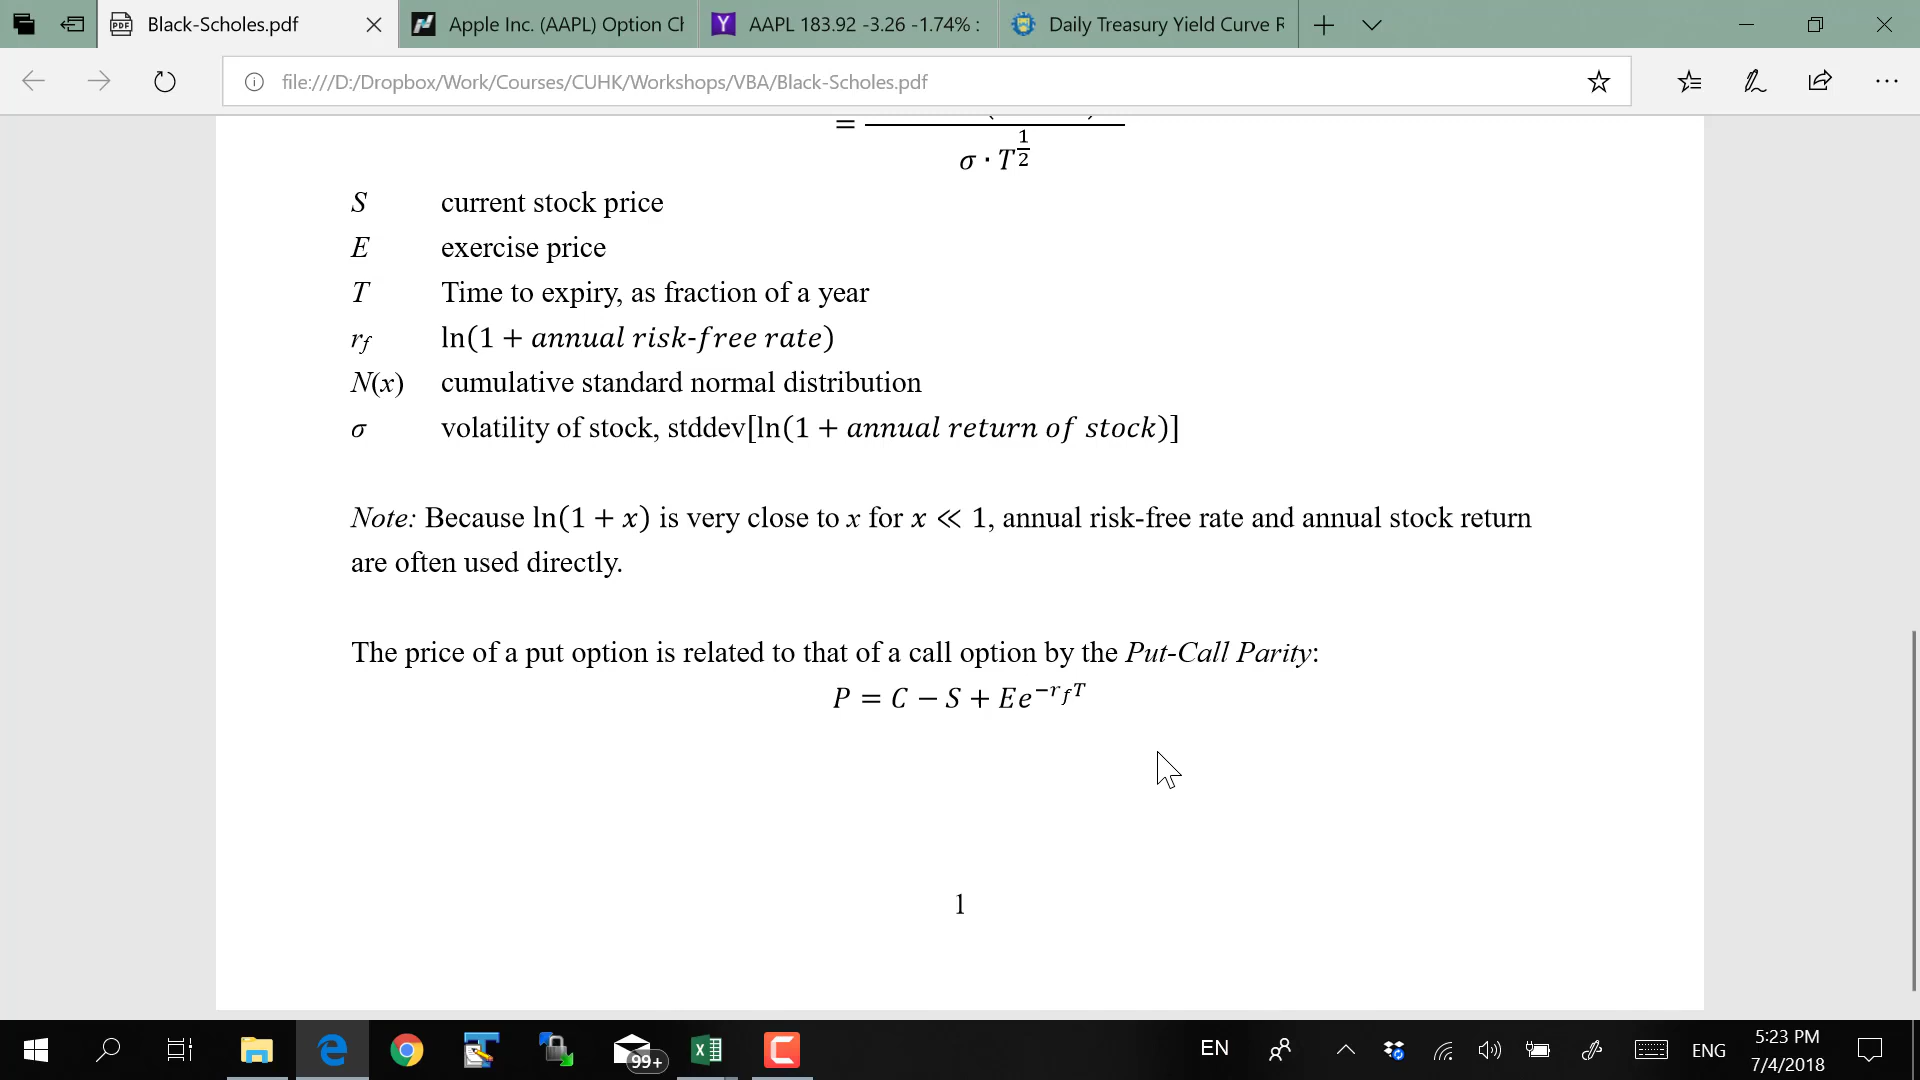 Black-Scholes.pdf
Apple Inc. (AAPL) Option Ch
AAPL 183.92 -3.26 -1.74% :
Daily Treasury Yield Curve R
file:///D:/Dropbox/Work/Courses/CUHK/Workshops/VBA/Black-Scholes.pdf
=
σ · T^(1/2)
S current stock price
E exercise price
T Time to expiry, as fraction of a year
r_f ln(1 + annual risk-free rate)
N(x) cumulative standard normal distribution
σ volatility of stock, stddev[ln(1 + annual return of stock)]
Note: Because ln(1 + x) is very close to x for x ≪ 1, annual risk-free rate and annual stock return
are often used directly.
The price of a put option is related to that of a call option by the Put-Call Parity:
P = C − S + Ee^(−r_f T)
1
99+
EN
ENG
5:23 PM
7/4/2018